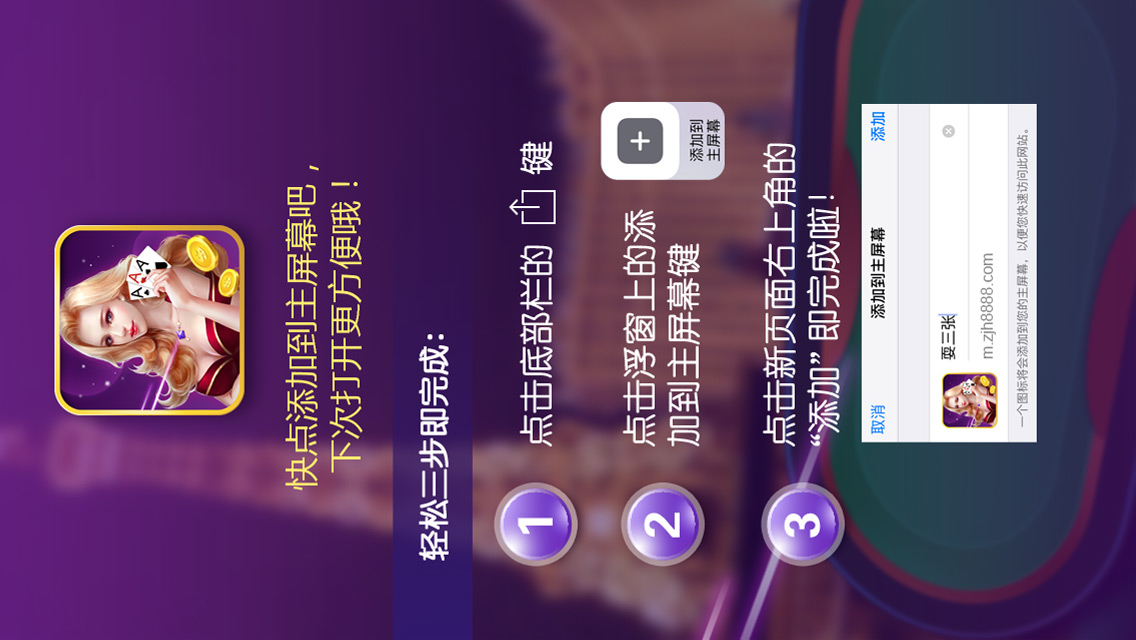 快点添加到主屏幕吧，
下次打开更方便哦！
轻松三步即完成：
1
点击底部栏的 键
2
点击浮窗上的添
加到主屏幕键
添加到
主屏幕
3
点击新页面右上角的
“添加” 即完成啦！
取消 添加到主屏幕 添加
耍三张
m.zjh8888.com
一个图标将会添加到您的主屏幕，以便您快速访问此网站。